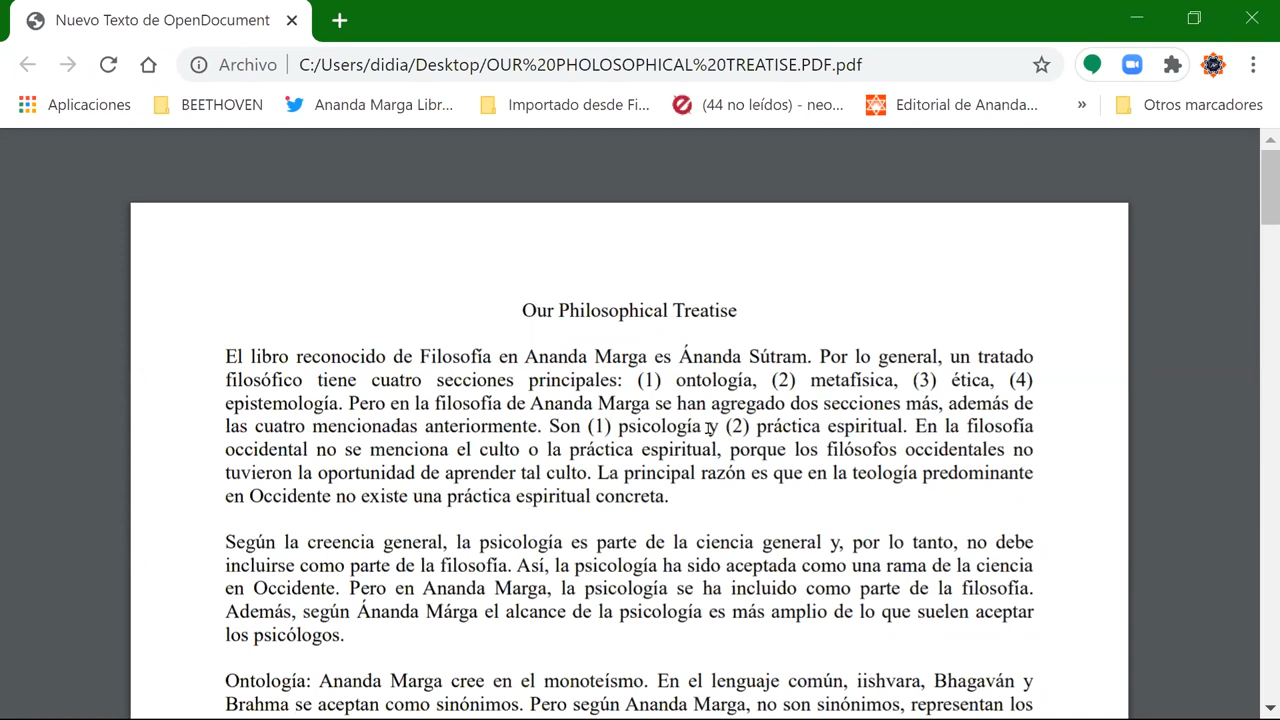 Nuevo Texto de OpenDocument
Archivo C:/Users/didia/Desktop/OUR%20PHOLOSOPHICAL%20TREATISE.PDF.pdf
Aplicaciones BEETHOVEN Ananda Marga Libr... Importado desde Fi... (44 no leídos) - neo... Editorial de Ananda... » Otros marcadores
Our Philosophical Treatise
El libro reconocido de Filosofía en Ananda Marga es Ánanda Sútram. Por lo general, un tratado
filosófico tiene cuatro secciones principales: (1) ontología, (2) metafísica, (3) ética, (4)
epistemología. Pero en la filosofía de Ananda Marga se han agregado dos secciones más, además de
las cuatro mencionadas anteriormente. Son (1) psicología y (2) práctica espiritual. En la filosofía
occidental no se menciona el culto o la práctica espiritual, porque los filósofos occidentales no
tuvieron la oportunidad de aprender tal culto. La principal razón es que en la teología predominante
en Occidente no existe una práctica espiritual concreta.
Según la creencia general, la psicología es parte de la ciencia general y, por lo tanto, no debe
incluirse como parte de la filosofía. Así, la psicología ha sido aceptada como una rama de la ciencia
en Occidente. Pero en Ananda Marga, la psicología se ha incluido como parte de la filosofía.
Además, según Ánanda Márga el alcance de la psicología es más amplio de lo que suelen aceptar
los psicólogos.
Ontología: Ananda Marga cree en el monoteísmo. En el lenguaje común, iishvara, Bhagaván y
Brahma se aceptan como sinónimos. Pero según Ananda Marga, no son sinónimos, representan los